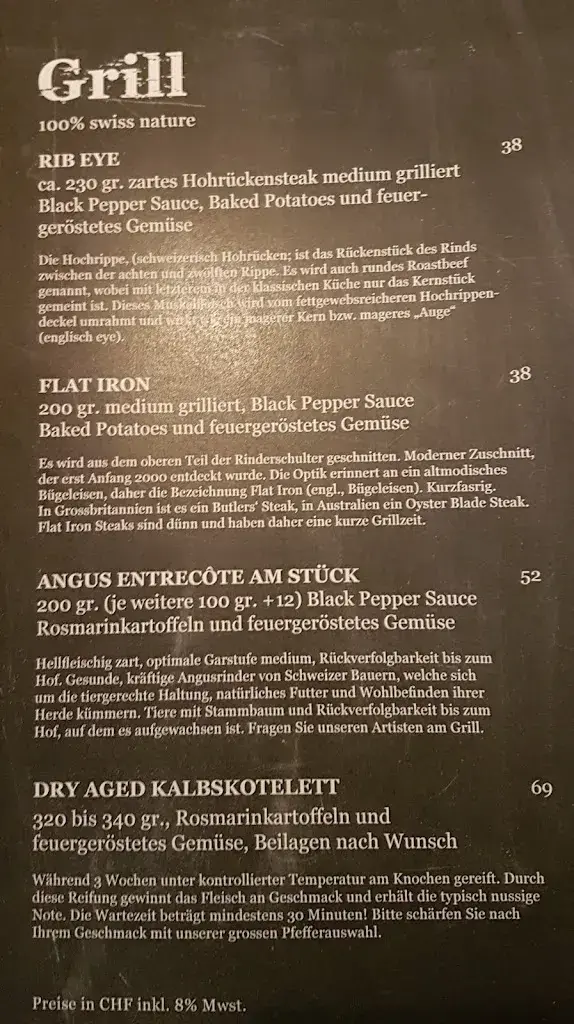 Grill
100% swiss nature
RIB EYE 38
ca. 230 gr. zartes Hohrückensteak medium grilliert
Black Pepper Sauce, Baked Potatoes und feuer-
geröstetes Gemüse
Die Hochrippe, (schweizerisch Hohrücken; ist das Rückenstück des Rinds
zwischen der achten und zwölften Rippe. Es wird auch rundes Roastbeef
genannt, wobei mit letzterem in der klassischen Küche nur das Kernstück
gemeint ist. Dieses Muskelfleisch wird vom fettgewebsreicheren Hochrippen-
deckel umrahmt und magerer Kern bzw. mageres „Auge“
(englisch eye).
FLAT IRON 38
200 gr. medium grilliert, Black Pepper Sauce
Baked Potatoes und feuergeröstetes Gemüse
Es wird aus dem oberen Teil der Rinderschulter geschnitten. Moderner Zuschnitt,
der erst Anfang 2000 entdeckt wurde. Die Optik erinnert an ein altmodisches
Bügeleisen, daher die Bezeichnung Flat Iron (engl., Bügeleisen). Kurzfasrig.
In Grossbritannien ist es ein Butlers‘ Steak, in Australien ein Oyster Blade Steak.
Flat Iron Steaks sind dünn und haben daher eine kurze Grillzeit.
ANGUS ENTRECÔTE AM STÜCK 52
200 gr. (je weitere 100 gr. +12) Black Pepper Sauce
Rosmarinkartoffeln und feuergeröstetes Gemüse
Hellfleischig zart, optimale Garstufe medium, Rückverfolgbarkeit bis zum
Hof. Gesunde, kräftige Angusrinder von Schweizer Bauern, welche sich
um die tiergerechte Haltung, natürliches Futter und Wohlbefinden ihrer
Herde kümmern. Tiere mit Stammbaum und Rückverfolgbarkeit bis zum
Hof, auf dem es aufgewachsen ist. Fragen Sie unseren Artisten am Grill.
DRY AGED KALBSKOTELETT 69
320 bis 340 gr., Rosmarinkartoffeln und
feuergeröstetes Gemüse, Beilagen nach Wunsch
Während 3 Wochen unter kontrollierter Temperatur am Knochen gereift. Durch
diese Reifung gewinnt das Fleisch an Geschmack und erhält die typisch nussige
Note. Die Wartezeit beträgt mindestens 30 Minuten! Bitte schärfen Sie nach
Ihrem Geschmack mit unserer grossen Pfefferauswahl.
Preise in CHF inkl. 8% Mwst.